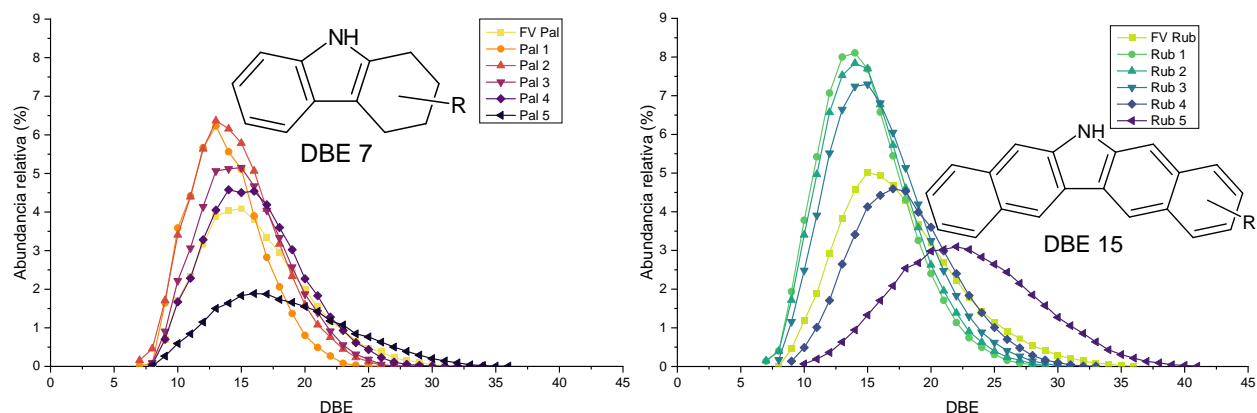 9
8
7
6
5
4
3
2
1
0
Abundancia relativa (%)
0
5
10
15
20
25
30
35
40
45
DBE
NH
R
DBE 7
FV Pal
Pal 1
Pal 2
Pal 3
Pal 4
Pal 5
9
8
7
6
5
4
3
2
1
0
Abundancia relativa (%)
0
5
10
15
20
25
30
35
40
45
DBE
FV Rub
Rub 1
Rub 2
Rub 3
Rub 4
Rub 5
NH
R
DBE 15